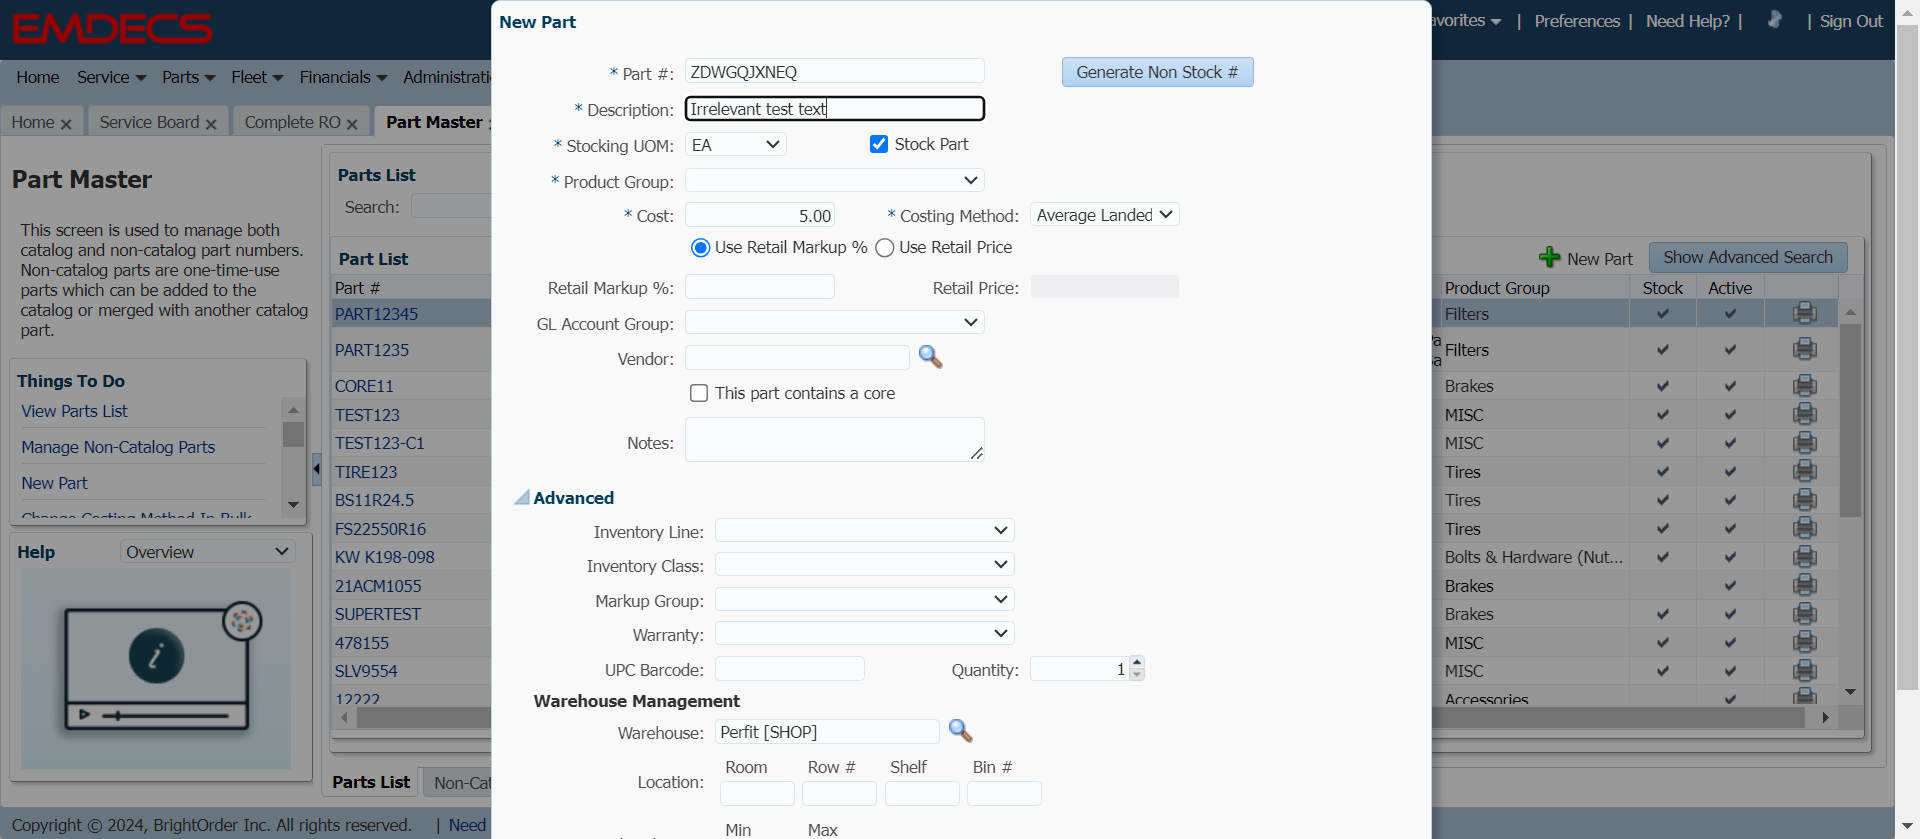 EMDECS
Favorites | Preferences | Need Help? | | Sign Out
Home Service Parts Fleet Financials Administrati
Home Service Board Complete RO Part Master
Part Master
This screen is used to manage both
catalog and non-catalog part numbers.
Non-catalog parts are one-time-use
parts which can be added to the
catalog or merged with another catalog
part.
Things To Do
View Parts List
Manage Non-Catalog Parts
New Part
Change Costing Method In Bulk
Help Overview
Parts List
Search:
Part List
Part #
PART12345
PART1235
CORE11
TEST123
TEST123-C1
TIRE123
BS11R24.5
FS22550R16
KW K198-098
21ACM1055
SUPERTEST
478155
SLV9554
12222
Parts List Non-Cat
New Part
* Part #: ZDWGQJXNEQ Generate Non Stock #
* Description: Irrelevant test text
* Stocking UOM: EA Stock Part
* Product Group:
* Cost: 5.00 * Costing Method: Average Landed
Use Retail Markup % Use Retail Price
Retail Markup %: Retail Price:
GL Account Group:
Vendor:
This part contains a core
Notes:
Advanced
Inventory Line:
Inventory Class:
Markup Group:
Warranty:
UPC Barcode: Quantity: 1
Warehouse Management
Warehouse: Perfit [SHOP]
Room Row # Shelf Bin #
Location:
Min Max
New Part Show Advanced Search
Product Group Stock Active
Filters
Filters
Brakes
MISC
MISC
Tires
Tires
Tires
Bolts & Hardware (Nut...
Brakes
Brakes
MISC
MISC
Accessories
Copyright © 2024, BrightOrder Inc. All rights reserved. | Need